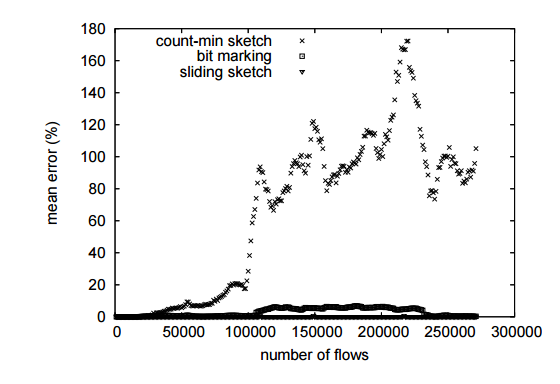 180
160
140
120
100
80
60
40
20
0
mean error (%)
count-min sketch
bit marking
sliding sketch
0 50000 100000 150000 200000 250000 300000
number of flows